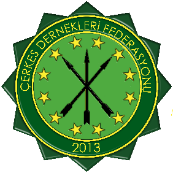 ÇERKES DERNEKLERİ FEDERASYONU
2013